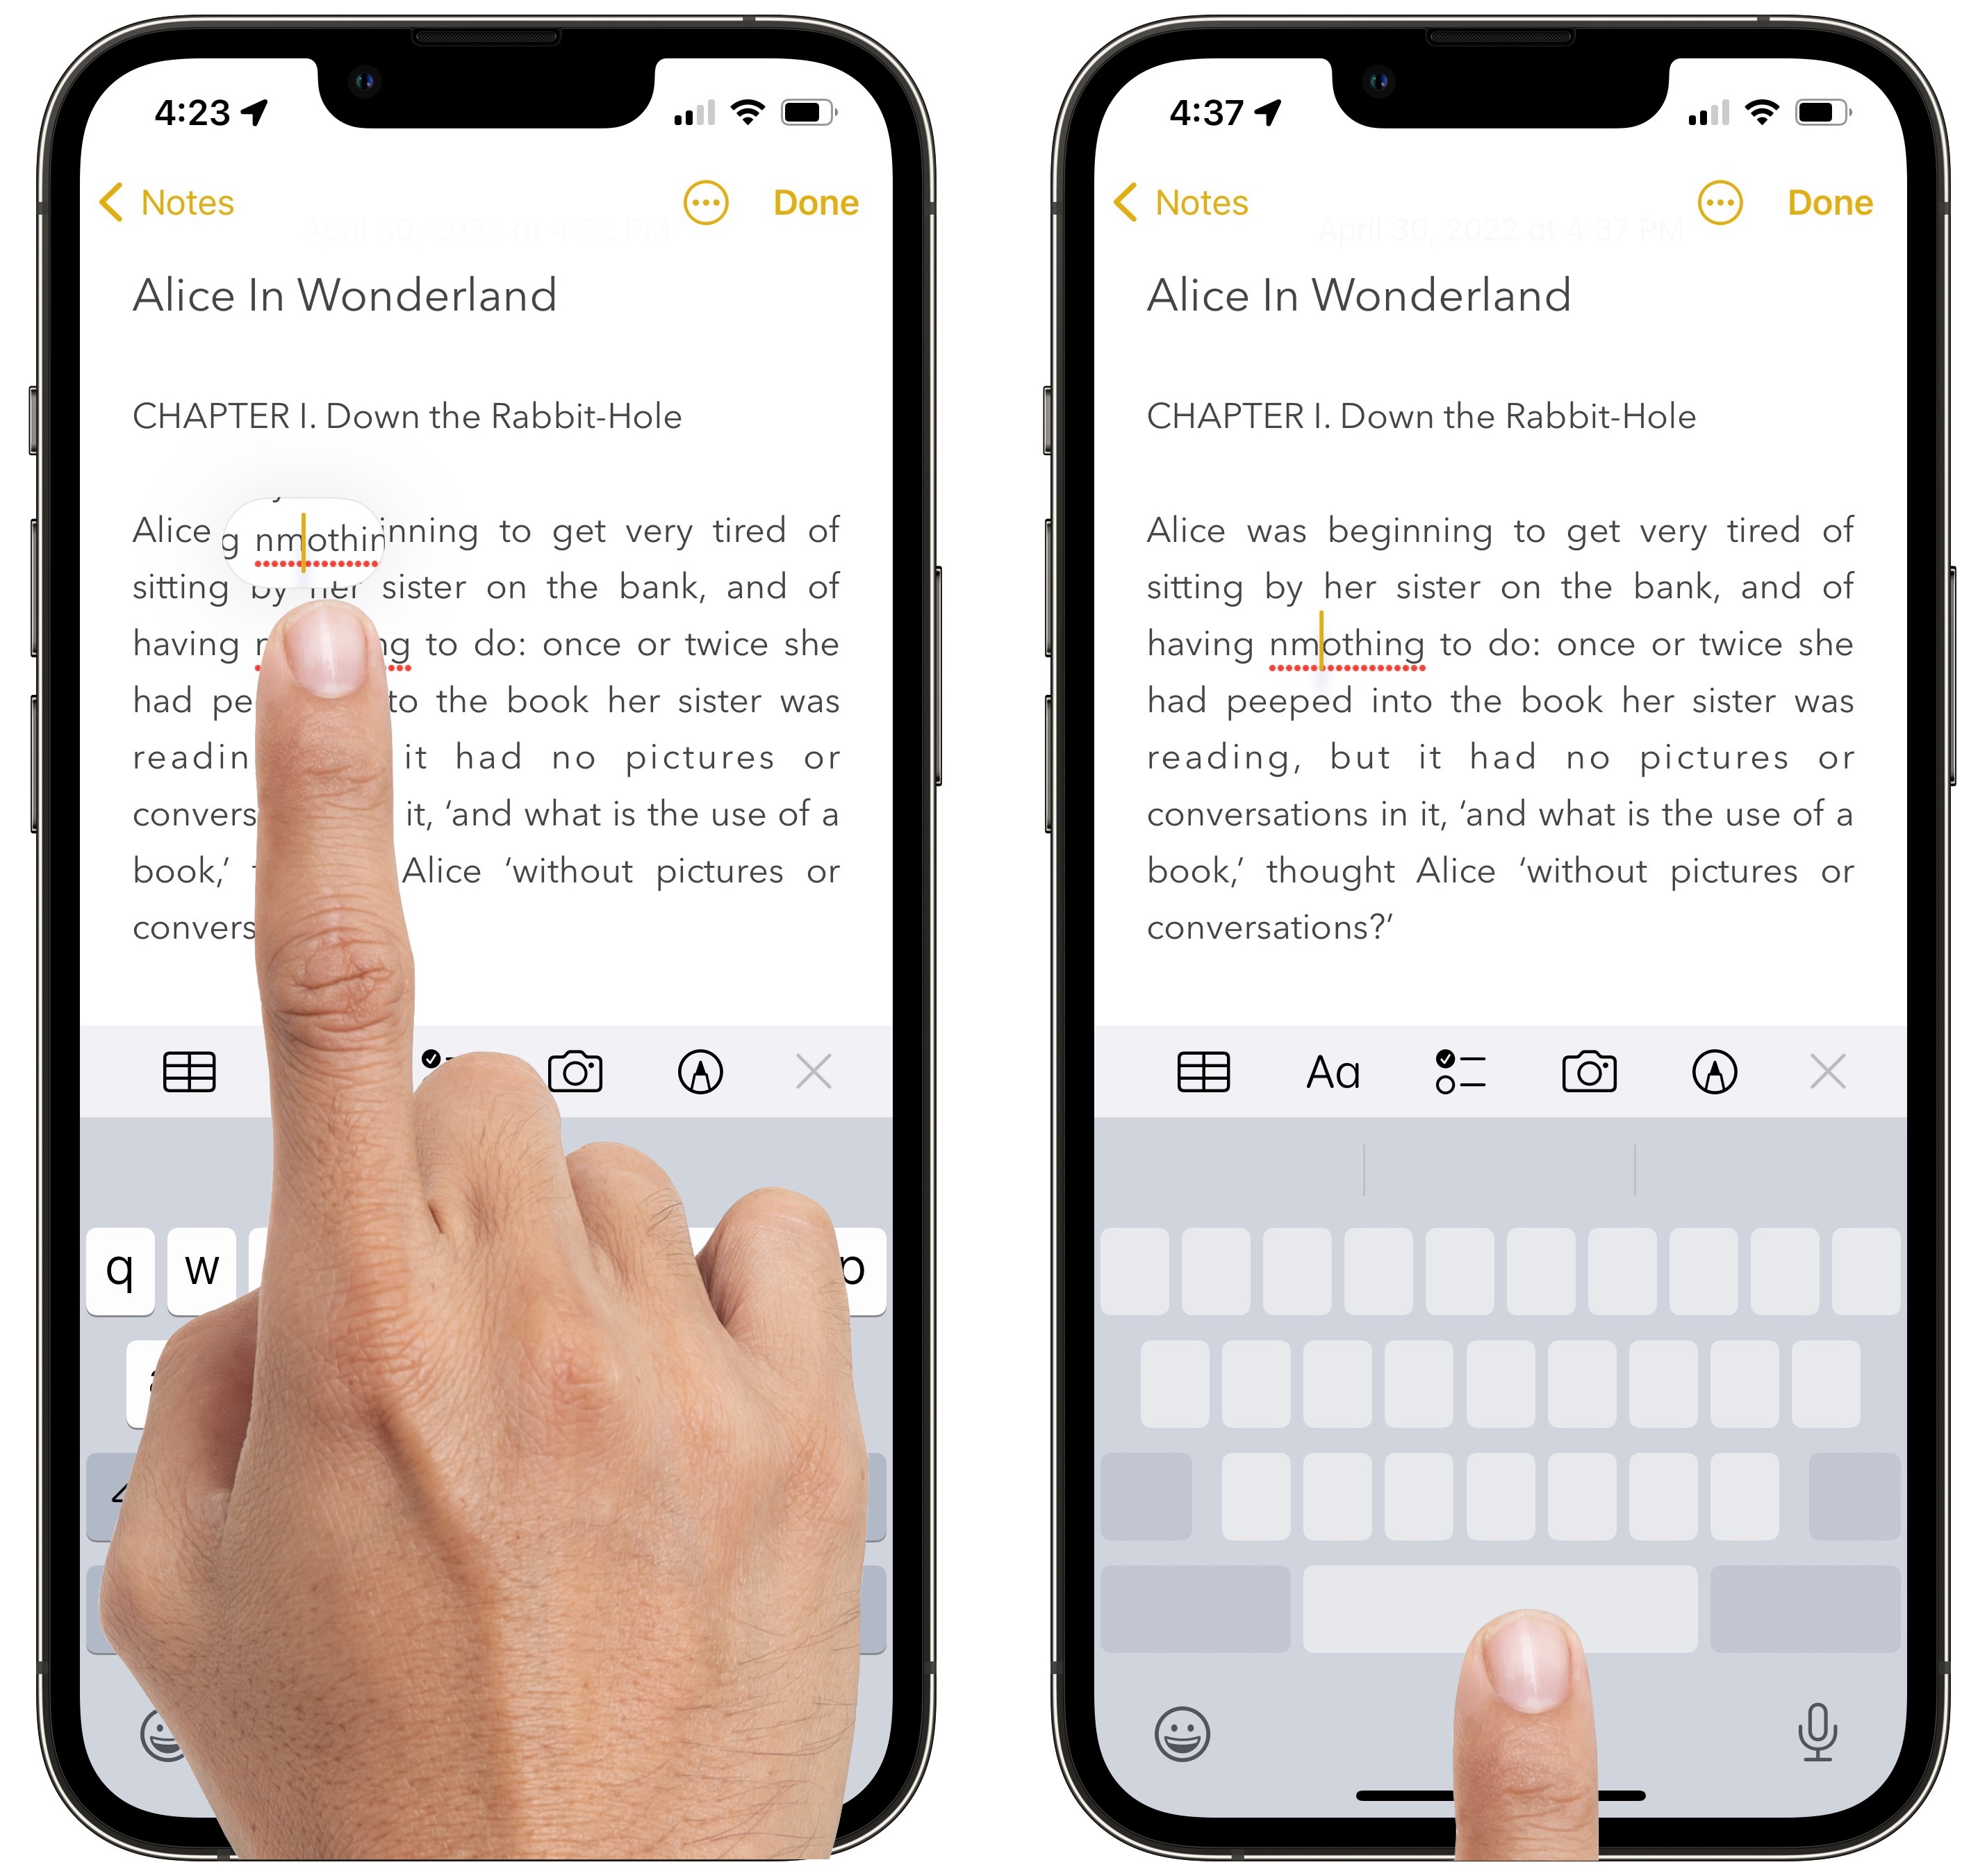 4:23
Notes
Done
April 30, 2022 at 4:22 PM
Alice In Wonderland
CHAPTER I. Down the Rabbit-Hole
Alice inning to get very tired of
g nmothin
sitting by her sister on the bank, and of
having n ng to do: once or twice she
had pe to the book her sister was
readin it had no pictures or
convers it, ‘and what is the use of a
book,’ Alice ‘without pictures or
convers
q w p
4:37
Notes
Done
April 30, 2022 at 4:37 PM
Alice In Wonderland
CHAPTER I. Down the Rabbit-Hole
Alice was beginning to get very tired of
sitting by her sister on the bank, and of
having nmothing to do: once or twice she
had peeped into the book her sister was
reading, but it had no pictures or
conversations in it, ‘and what is the use of a
book,’ thought Alice ‘without pictures or
conversations?’
Aa